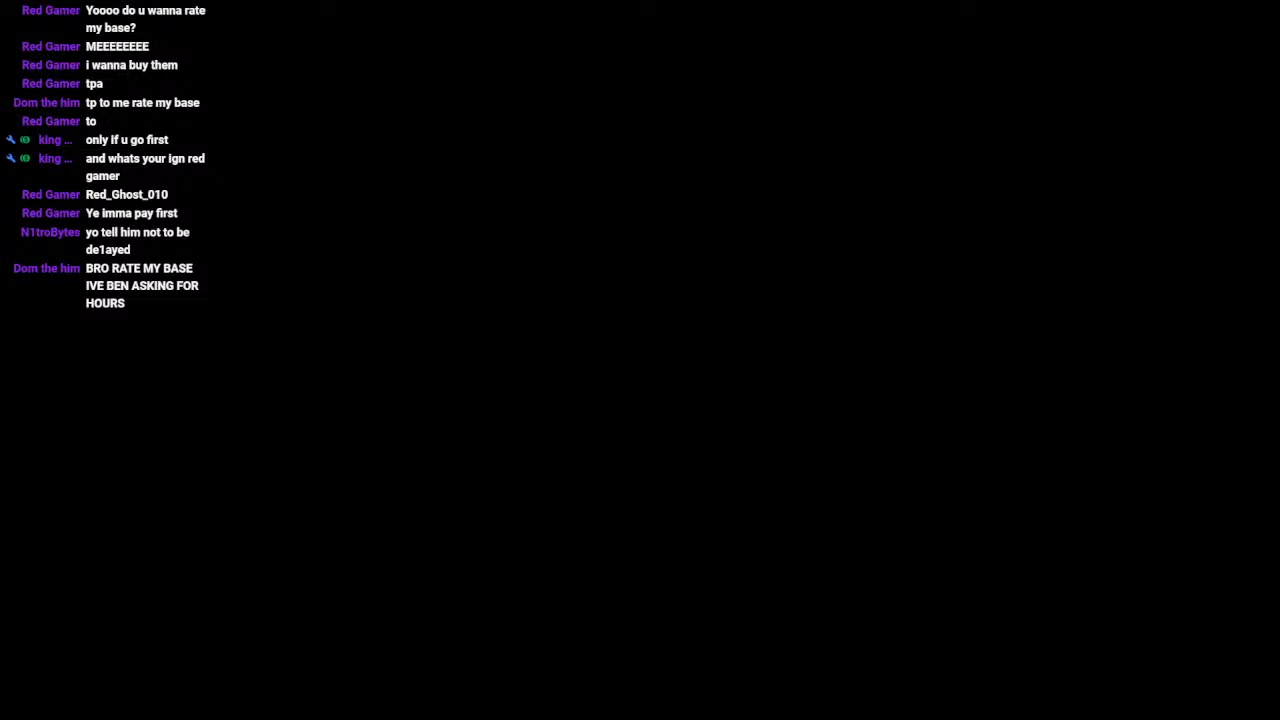 Red Gamer Yoooo do u wanna rate
my base?
Red Gamer MEEEEEEEE
Red Gamer i wanna buy them
Red Gamer tpa
Dom the him tp to me rate my base
Red Gamer to
king ... only if u go first
king ... and whats your ign red
gamer
Red Gamer Red_Ghost_010
Red Gamer Ye imma pay first
N1troBytes yo tell him not to be
de1ayed
Dom the him BRO RATE MY BASE
IVE BEN ASKING FOR
HOURS